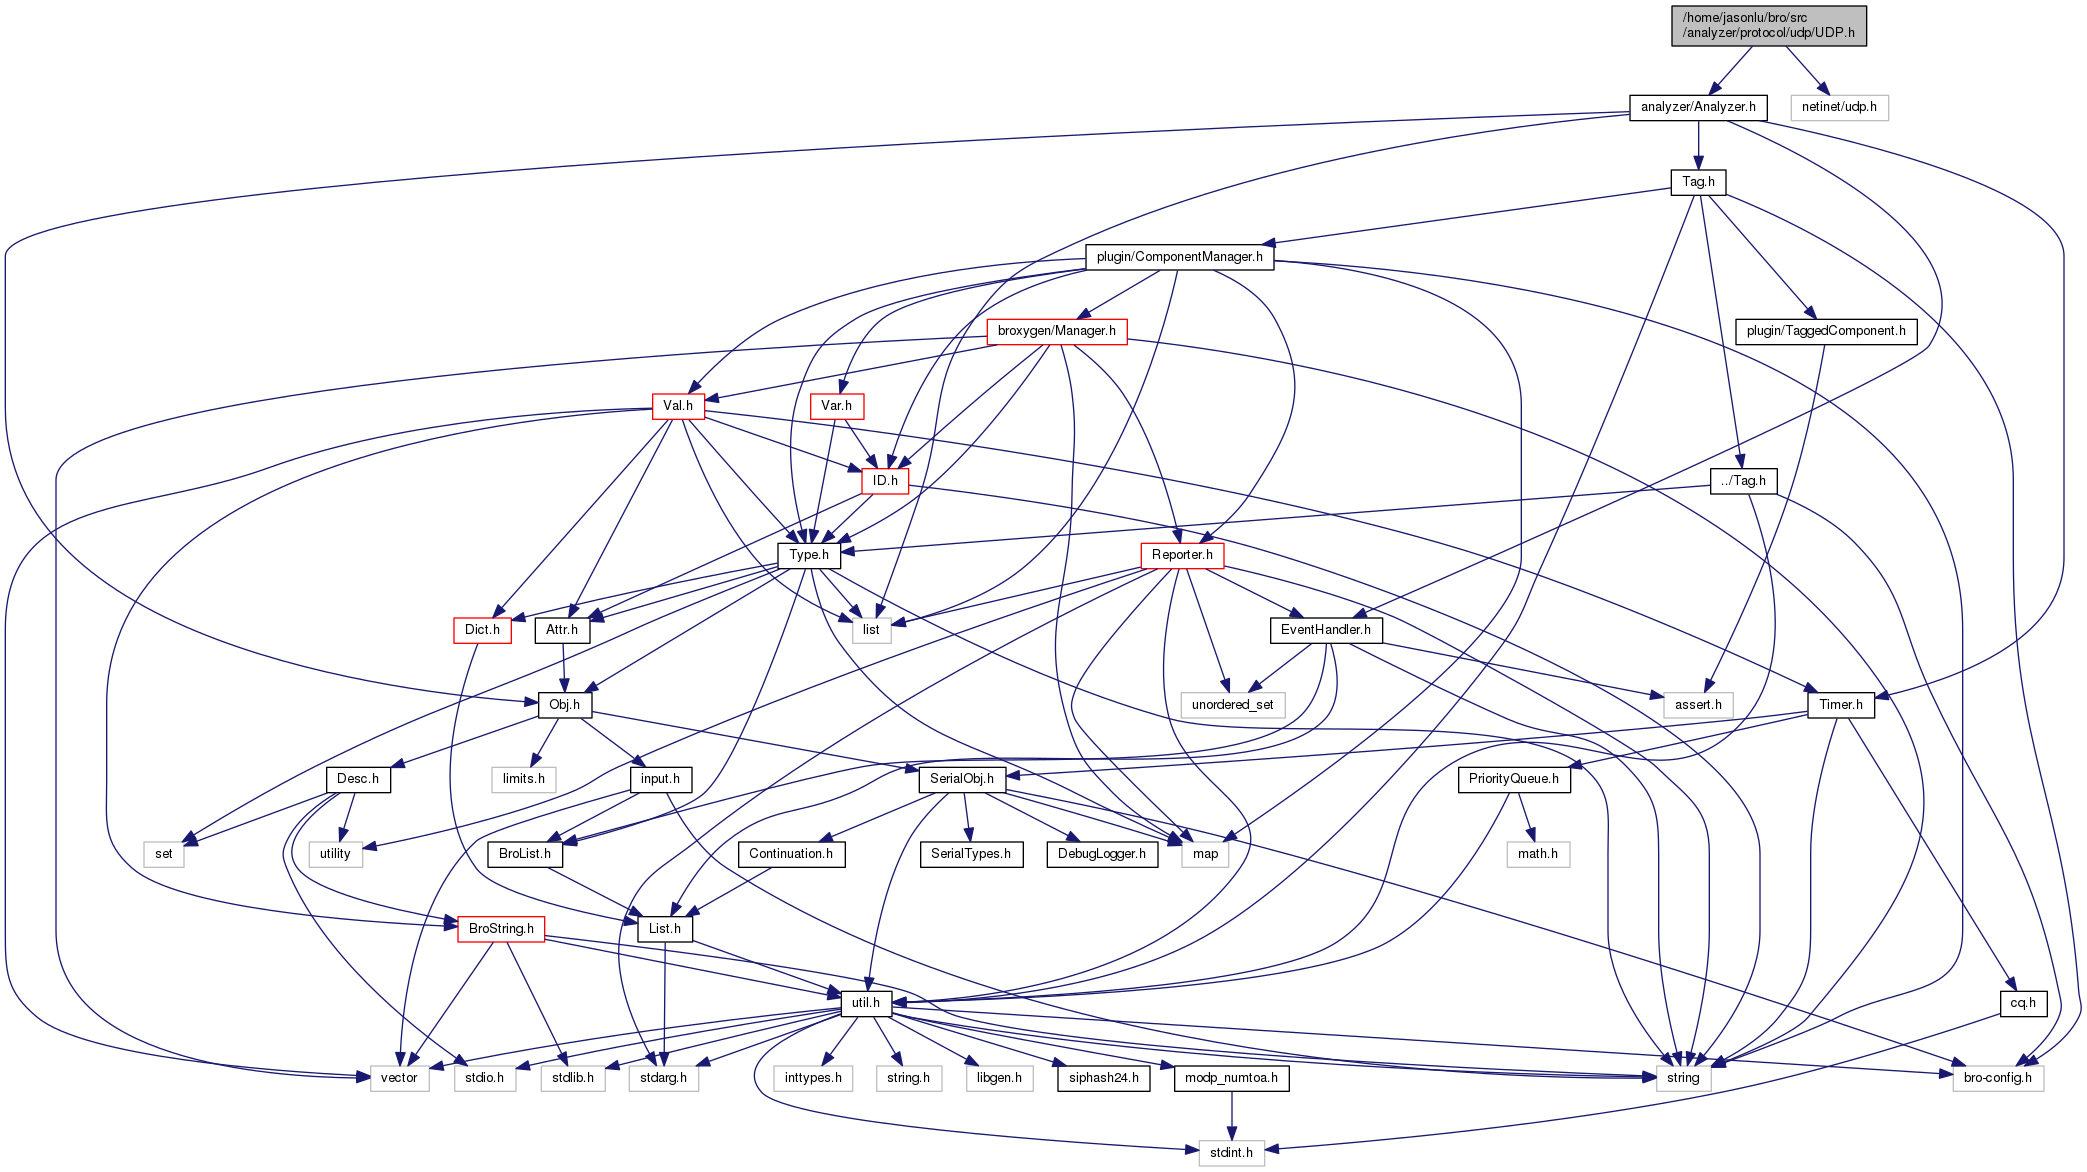 /home/jasonlu/bro/src
/analyzer/protocol/udp/UDP.h
analyzer/Analyzer.h
netinet/udp.h
Tag.h
plugin/ComponentManager.h
broxygen/Manager.h
plugin/TaggedComponent.h
Val.h
Var.h
ID.h
../Tag.h
Type.h
Reporter.h
Dict.h
Attr.h
list
EventHandler.h
Obj.h
unordered_set
assert.h
Timer.h
Desc.h
limits.h
input.h
SerialObj.h
PriorityQueue.h
set
utility
BroList.h
Continuation.h
SerialTypes.h
DebugLogger.h
map
math.h
BroString.h
List.h
util.h
cq.h
vector
stdio.h
stdlib.h
stdarg.h
inttypes.h
string.h
libgen.h
siphash24.h
modp_numtoa.h
string
bro-config.h
stdint.h